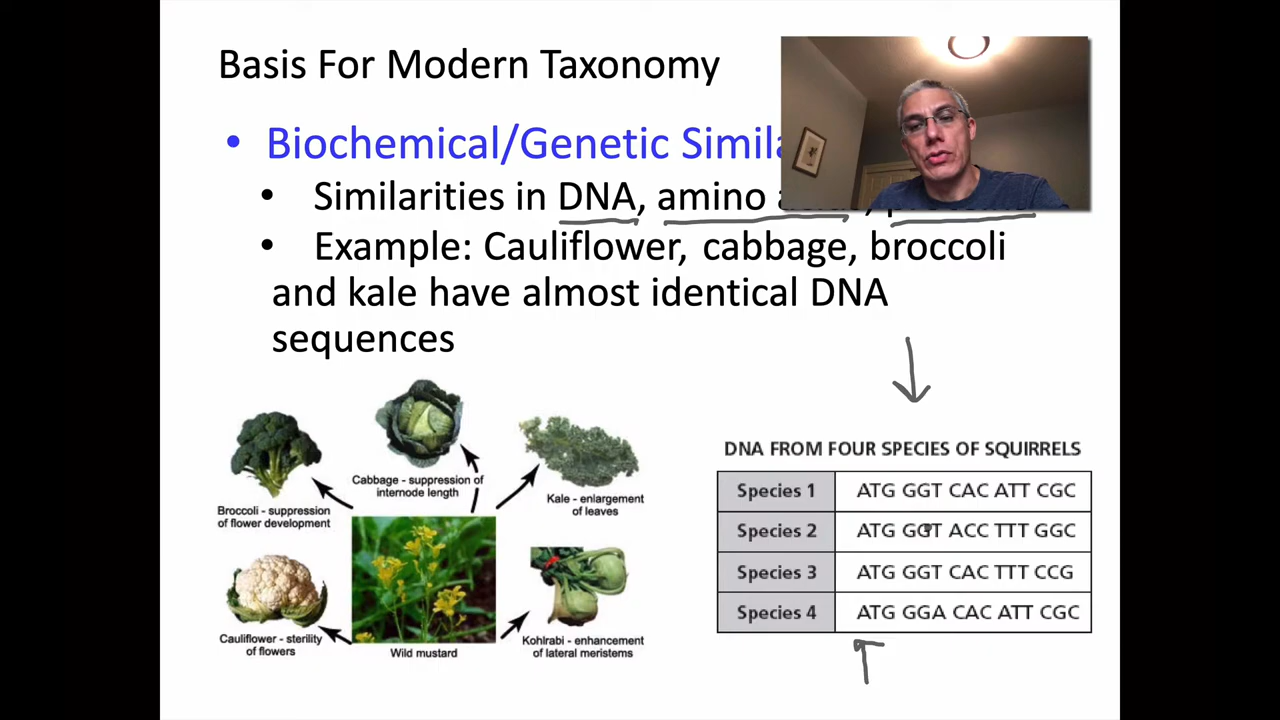 Basis For Modern Taxonomy
• Biochemical/Genetic
• Similarities in DNA, amino
• Example: Cauliflower, cabbage, broccoli
and kale have almost identical DNA
sequences
Broccoli - suppression
of flower development
Cabbage - suppression of
internode length
Kale - enlargement
of leaves
Cauliflower - sterility
of flowers
Wild mustard
Kohlrabi - enhancement
of lateral meristems
DNA FROM FOUR SPECIES OF SQUIRRELS
Species 1 ATG GGT CAC ATT CGC
Species 2 ATG GGT ACC TTT GGC
Species 3 ATG GGT CAC TTT CCG
Species 4 ATG GGA CAC ATT CGC